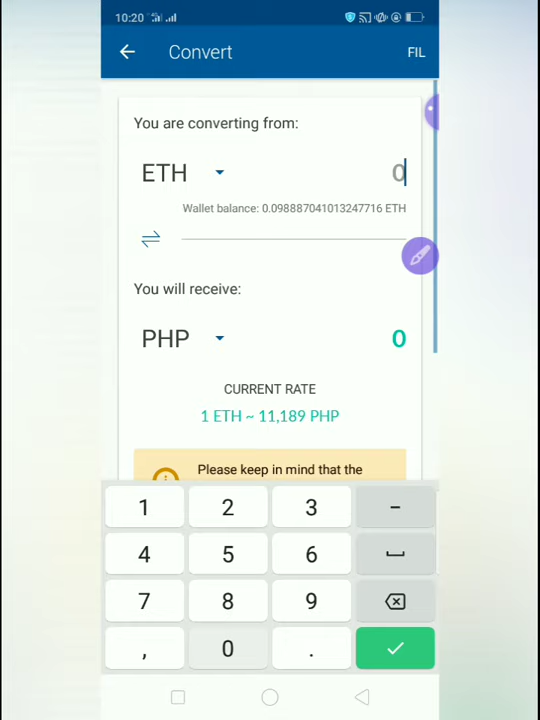 10:20
Convert
FIL
You are converting from:
ETH
0
Wallet balance: 0.098887041013247716 ETH
You will receive:
PHP
0
CURRENT RATE
1 ETH ~ 11,189 PHP
Please keep in mind that the
1 2 3 -
4 5 6
7 8 9
, 0 .